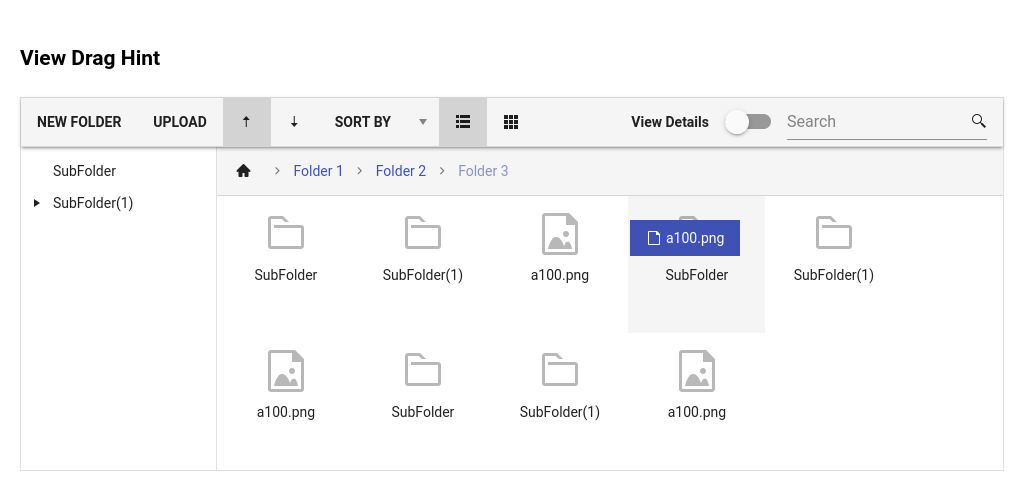 View Drag Hint
NEW FOLDER UPLOAD SORT BY View Details Search
SubFolder
SubFolder(1)
Folder 1 Folder 2 Folder 3
a100.png
SubFolder SubFolder(1) a100.png SubFolder SubFolder(1)
a100.png SubFolder SubFolder(1) a100.png